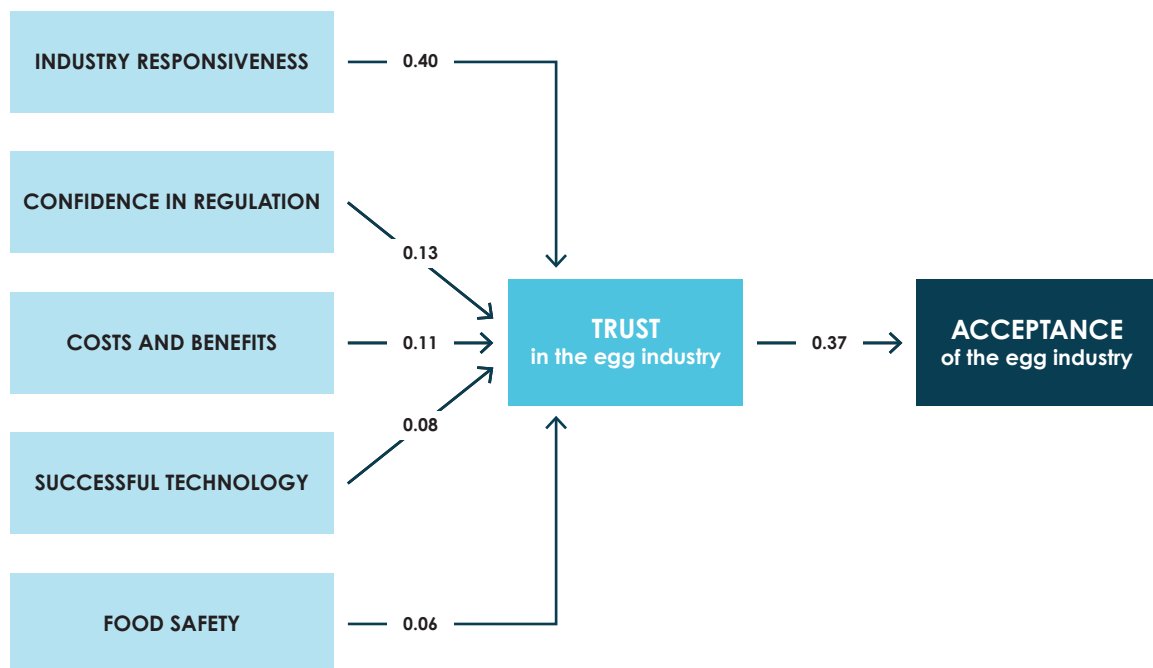 INDUSTRY RESPONSIVENESS
0.40
CONFIDENCE IN REGULATION
0.13
COSTS AND BENEFITS
0.11
SUCCESSFUL TECHNOLOGY
0.08
FOOD SAFETY
0.06
TRUST
in the egg industry
0.37
ACCEPTANCE
of the egg industry